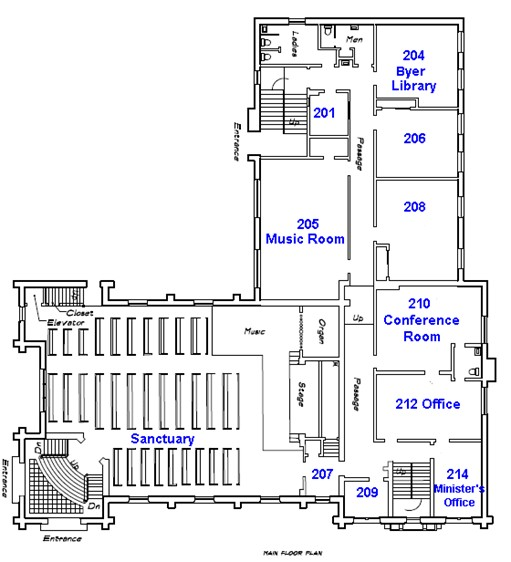 Ladies
Men
204
Byer
Library
Up
201
Entrance
Passage
206
208
205
Music Room
Closet
Elevator
Music
Organ
Up
210
Conference
Room
Stage
Passage
212 Office
Sanctuary
Dn
Up
Dn
Entrance
207
209
Up
214
Minister's
Office
Entrance
MAIN FLOOR PLAN